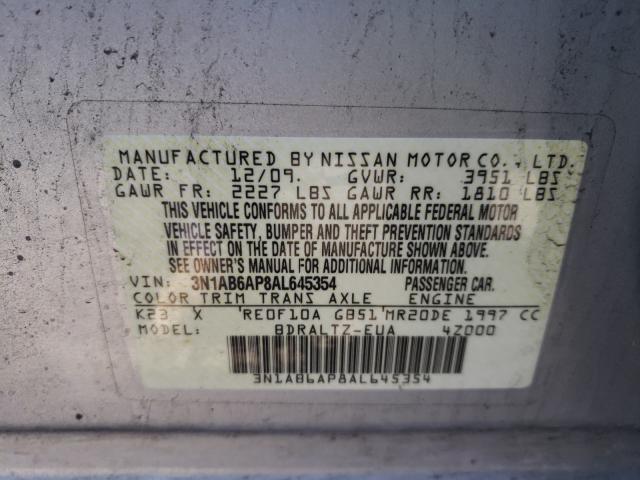 MANUFACTURED BY NISSAN MOTOR CO., LTD.
DATE: 12/09. GVWR: 3951 LBS
GAWR FR: 2227 LBS GAWR RR: 1810 LBS
THIS VEHICLE CONFORMS TO ALL APPLICABLE FEDERAL MOTOR
VEHICLE SAFETY, BUMPER AND THEFT PREVENTION STANDARDS
IN EFFECT ON THE DATE OF MANUFACTURE SHOWN ABOVE.
SEE OWNER'S MANUAL FOR ADDITIONAL INFORMATION.
VIN: 3N1AB6AP8AL645354 PASSENGER CAR.
COLOR TRIM TRANS AXLE ENGINE
K23 X 'RE0F10A GB51'MR20DE 1997 CC
MODEL: BDRALTZ-EUA 4Z000
3N1AB6AP8AL645354